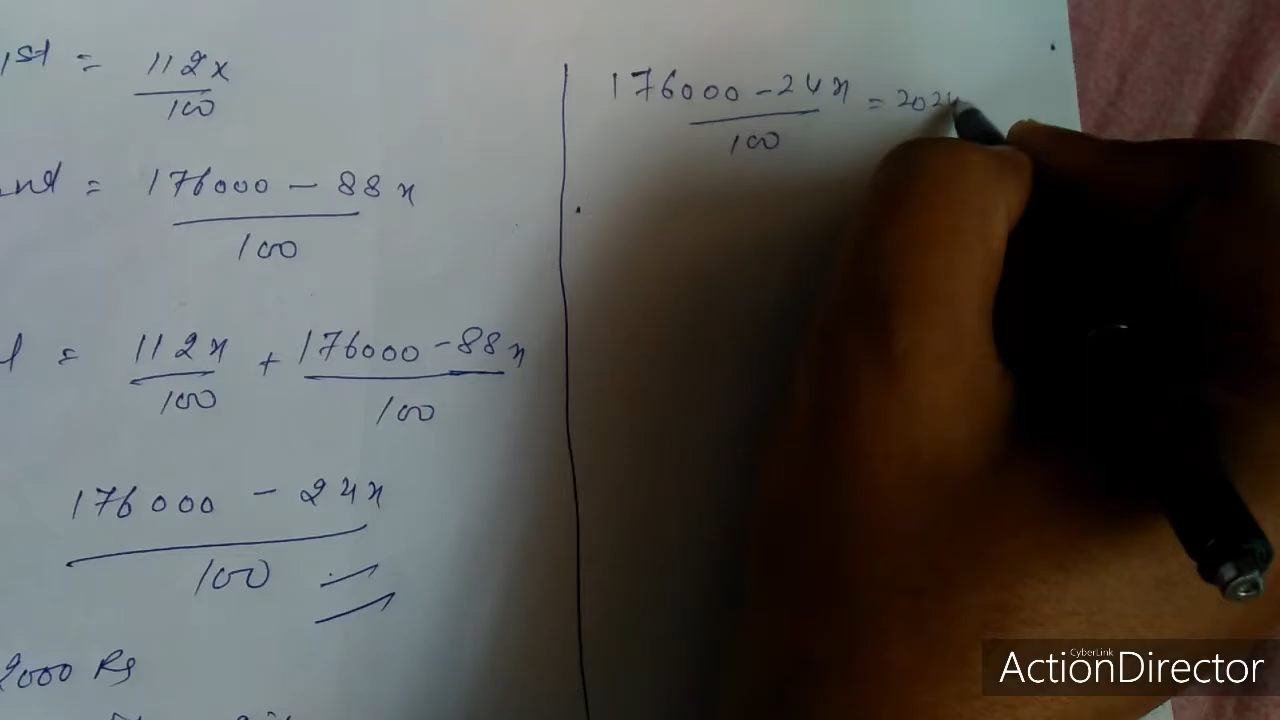 1st = 112x
100
nd = 176000 - 88x
100
= 112x + 176000 - 88x
100 100
176000 - 24x
100
2000 Rs
176000 - 24x = 202
100
CyberLink
ActionDirector